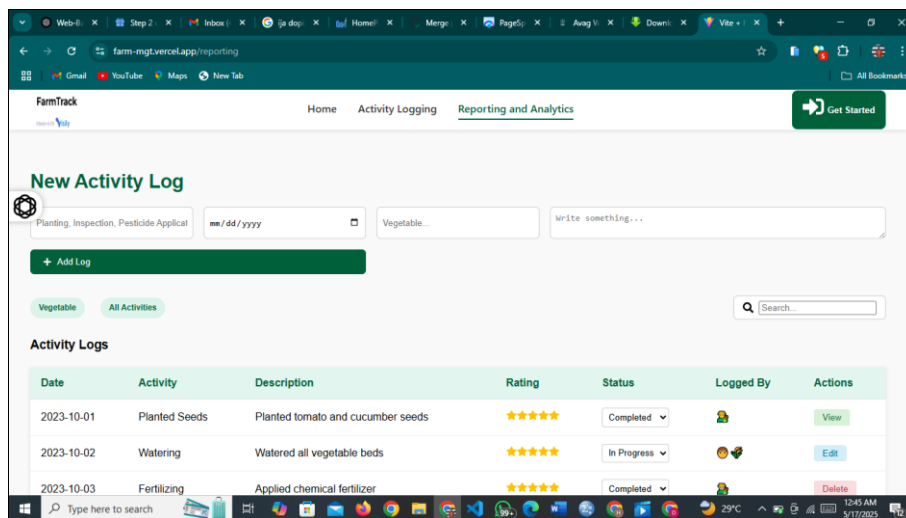 Web-B
Step 2
Inbox
ija dop
HomeP
Merge
PageSp
Avag V
Downl
Vite +
farm-mgt.vercel.app/reporting
Gmail
YouTube
Maps
New Tab
All Bookmarks
FarmTrack
Home
Activity Logging
Reporting and Analytics
Get Started
New Activity Log
Planting, Inspection, Pesticide Applicat
mm/dd/yyyy
Vegetable...
Write something...
+ Add Log
Vegetable
All Activities
Search...
Activity Logs
Date Activity Description Rating Status Logged By Actions
2023-10-01 Planted Seeds Planted tomato and cucumber seeds Completed View
2023-10-02 Watering Watered all vegetable beds In Progress Edit
2023-10-03 Fertilizing Applied chemical fertilizer Completed Delete
Type here to search
99+
29°C
12:45 AM
5/17/2025
12